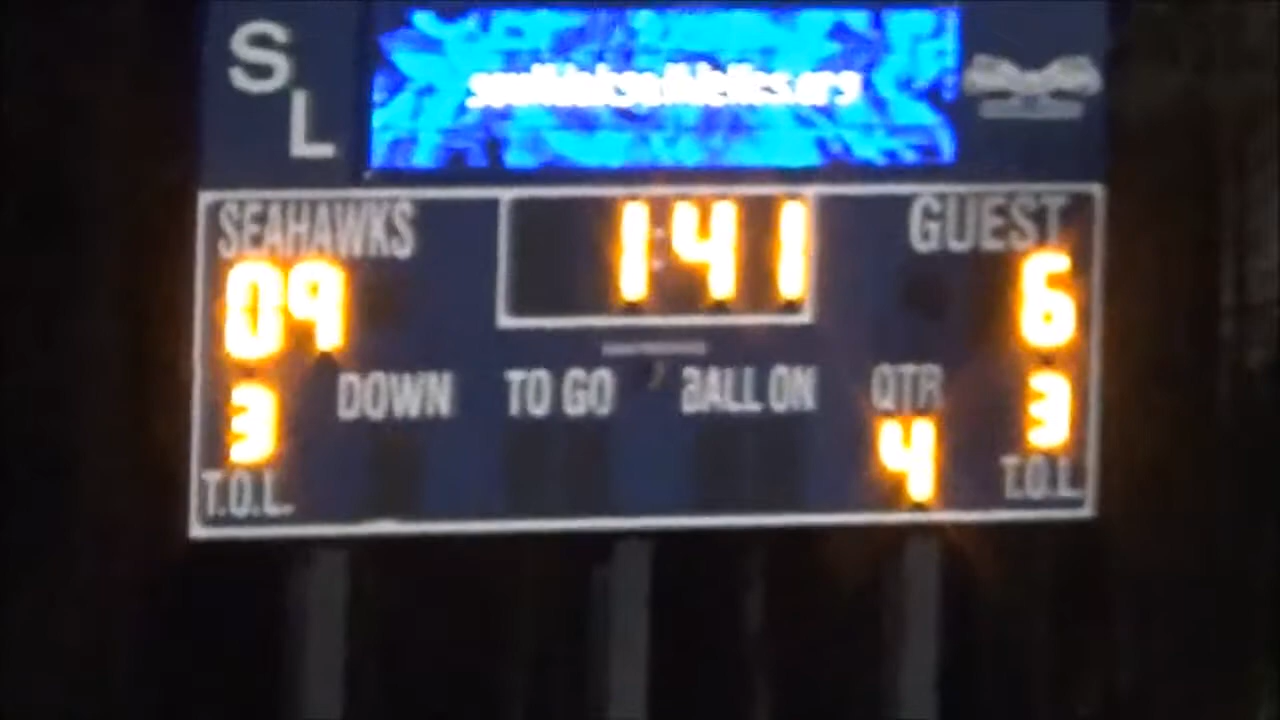 S
L
SEAHAWKS
1:41
GUEST
09
6
DOWN
TO GO
BALL ON
QTR
3
4
3
T.O.L.
T.O.L.